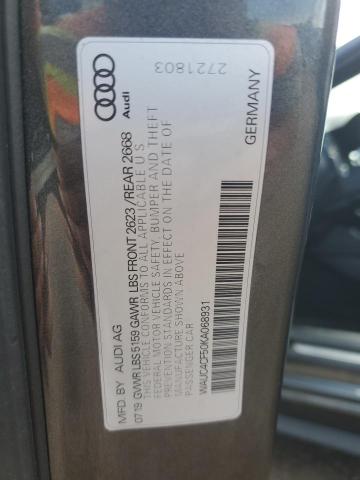 Audi
2721803
MFD. BY AUDI AG
07 19 GVWR LBS 5159 GAWR LBS FRONT 2623 / REAR 2668
THIS VEHICLE CONFORMS TO ALL APPLICABLE U S
FEDERAL MOTOR VEHICLE SAFETY, BUMPER AND THEFT
PREVENTION STANDARDS IN EFFECT ON THE DATE OF
MANUFACTURE SHOWN ABOVE
PASSENGER CAR
WAUC4CF50KA068931
GERMANY